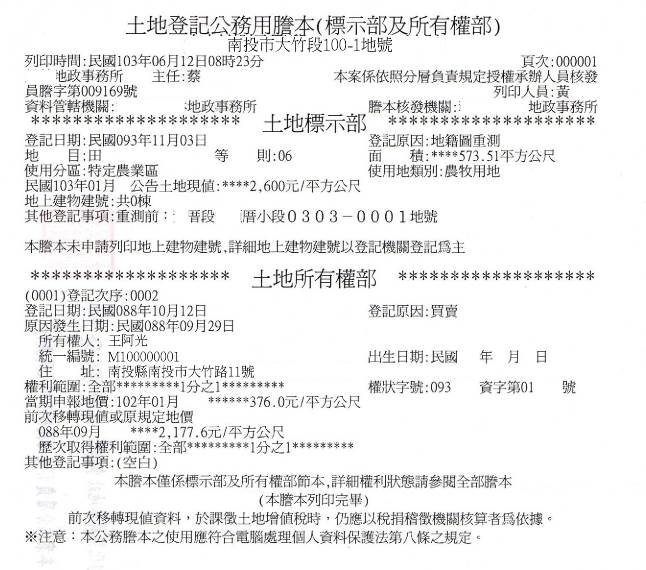 土地登記公務用謄本(標示部及所有權部)
南投市大竹段100-1地號
列印時間:民國103年06月12日08時23分 頁次:000001
地政事務所 主任:蔡 本案係依照分層負責規定授權承辦人員核發
員謄字第009169號 列印人員:黃
資料管轄機關: 地政事務所 謄本核發機關: 地政事務所
******************** 土地標示部 ********************
登記日期:民國093年11月03日 登記原因:地籍圖重測
地 目:田 等 則:06 面 積:****573.51平方公尺
使用分區:特定農業區 使用地類別:農牧用地
民國103年01月 公告土地現值:****2,600元/平方公尺
地上建物建號:共0棟
其他登記事項:重測前: 晉段 厝小段0303-0001地號
本謄本未申請列印地上建物建號,詳細地上建物建號以登記機關登記為主
******************* 土地所有權部 *******************
(0001)登記次序:0002
登記日期:民國088年10月12日 登記原因:買賣
原因發生日期:民國088年09月29日
所有權人: 王阿光
統一編號: M100000001 出生日期:民國 年 月 日
住 址: 南投縣南投市大竹路11號
權利範圍:全部*********1分之1*********
權狀字號:093 資字第01 號
當期申報地價:102年01月 ******376.0元/平方公尺
前次移轉現值或原規定地價
088年09月 ****2,177.6元/平方公尺
歷次取得權利範圍:全部*********1分之1*********
其他登記事項:(空白)
本謄本僅係標示部及所有權部節本,詳細權利狀態請參閱全部謄本
(本謄本列印完畢)
前次移轉現值資料,於課徵土地增值稅時,仍應以稅捐稽徵機關核算者為依據。
※注意:本公務謄本之使用應符合電腦處理個人資料保護法第八條之規定。